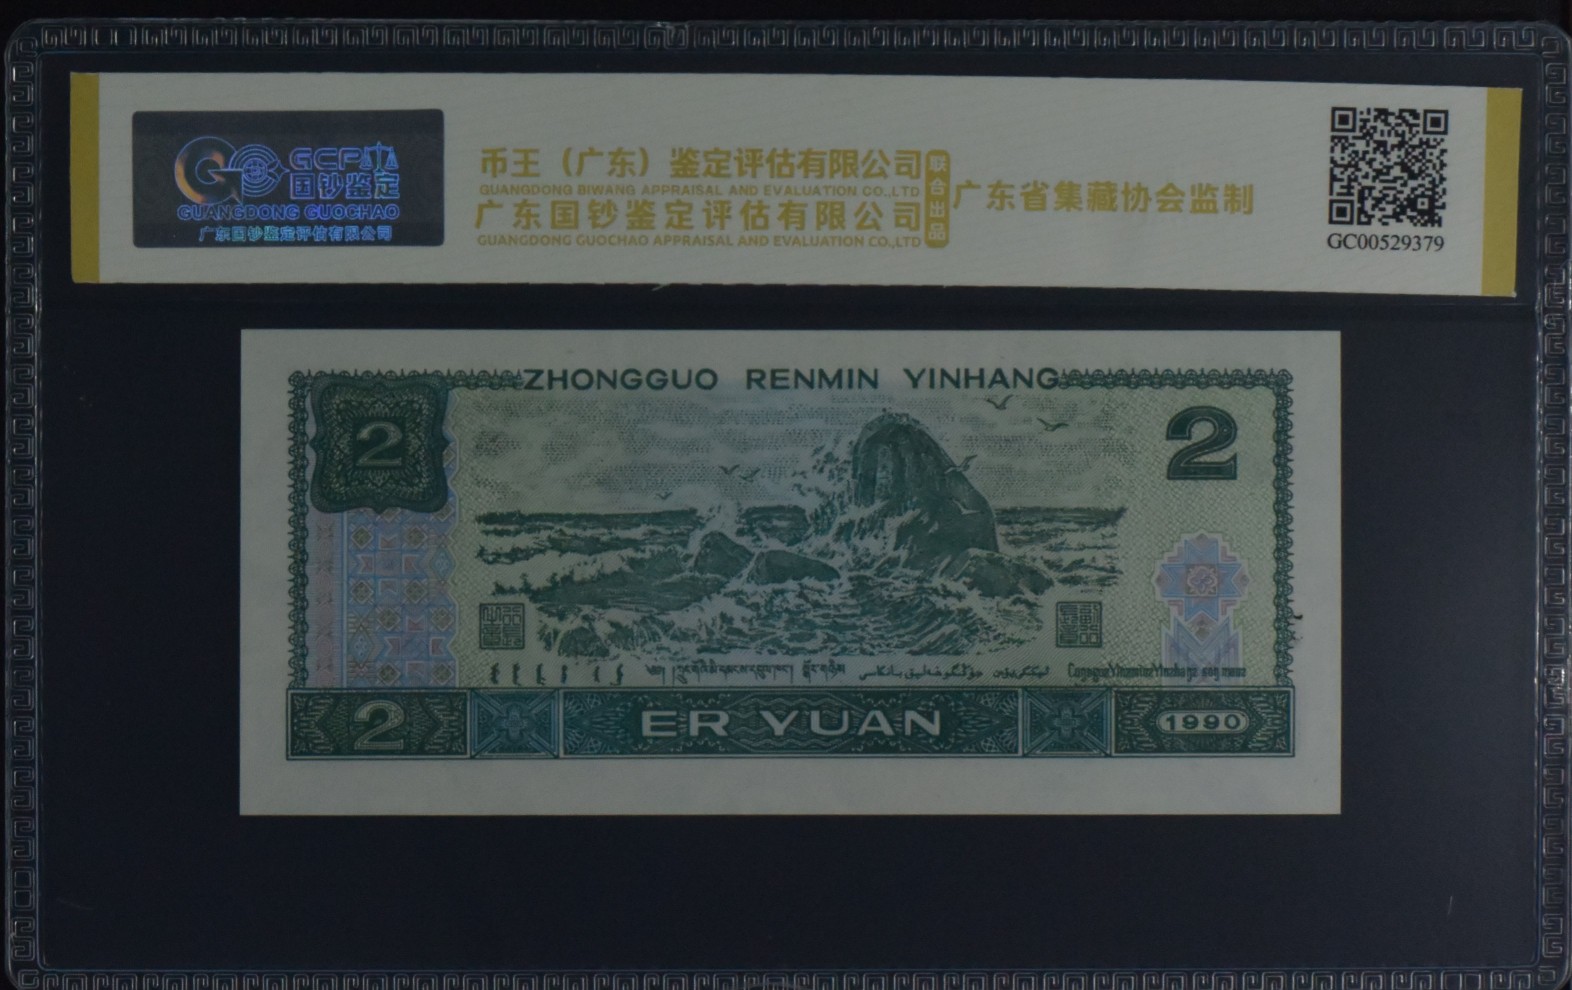 GCF
国钞鉴定
GUANGDONG GUOCHAO
广东国钞鉴定评估有限公司
币王（广东）鉴定评估有限公司
GUANGDONG BIWANG APPRAISAL AND EVALUATION CO.,LTD
广东国钞鉴定评估有限公司
GUANGDONG GUOCHAO APPRAISAL AND EVALUATION CO.,LTD
联合出品
广东省集藏协会监制
GC00529379
ZHONGGUO RENMIN YINHANG
2
2
2
ER YUAN
1990